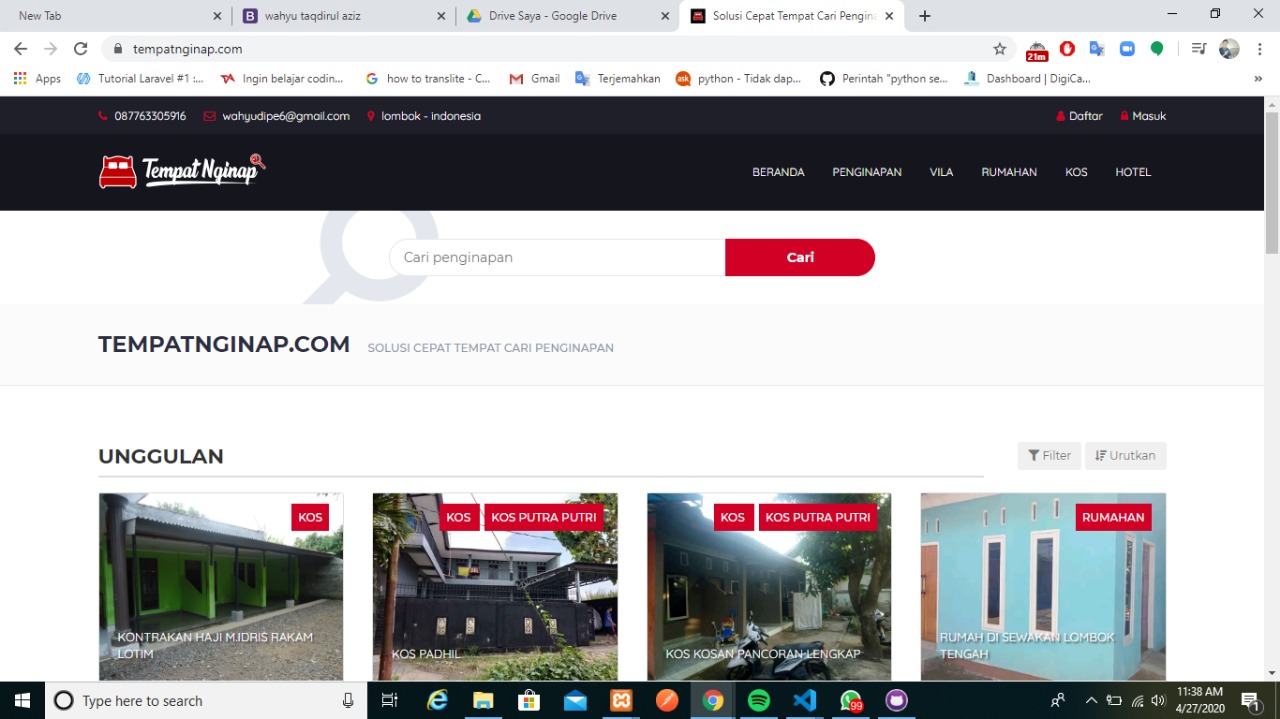 New Tab
wahyu taqdirul aziz
Drive Saya - Google Drive
Solusi Cepat Tempat Cari Pengina
tempatnginap.com
21m
Apps
Tutorial Laravel #1 :...
Ingin belajar codin...
how to translite - C...
Gmail
Terjemahkan
ask
python - Tidak dap...
Perintah "python se...
Dashboard | DigiCa...
087763305916
wahyudipe6@gmail.com
lombok - indonesia
Daftar
Masuk
Tempat Nginap
BERANDA
PENGINAPAN
VILA
RUMAHAN
KOS
HOTEL
Cari penginapan
Cari
TEMPATNGINAP.COM
SOLUSI CEPAT TEMPAT CARI PENGINAPAN
UNGGULAN
Filter
Urutkan
KOS
KONTRAKAN HAJI M.IDRIS RAKAM
LOTIM
KOS
KOS PUTRA PUTRI
KOS PADHIL
KOS
KOS PUTRA PUTRI
KOS KOSAN PANCORAN LENGKAP
RUMAHAN
RUMAH DI SEWAKAN LOMBOK
TENGAH
Type here to search
99
11:38 AM
4/27/2020
1